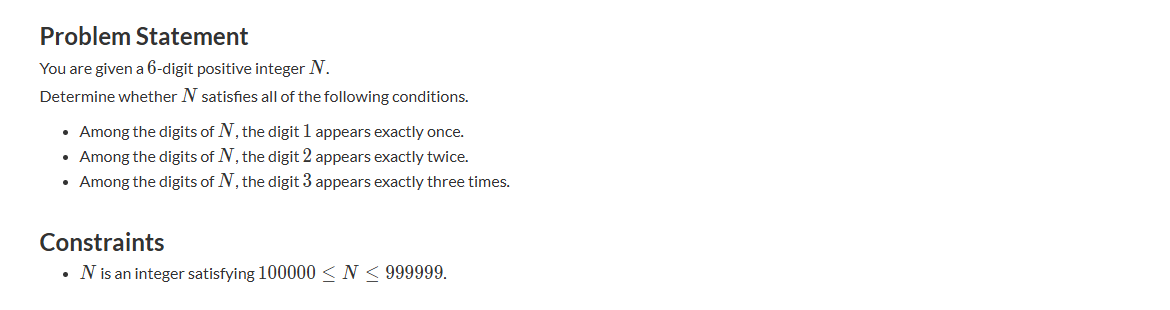 Problem Statement
You are given a 6-digit positive integer N.
Determine whether N satisfies all of the following conditions.
• Among the digits of N, the digit 1 appears exactly once.
• Among the digits of N, the digit 2 appears exactly twice.
• Among the digits of N, the digit 3 appears exactly three times.
Constraints
• N is an integer satisfying 100000 ≤ N ≤ 999999.